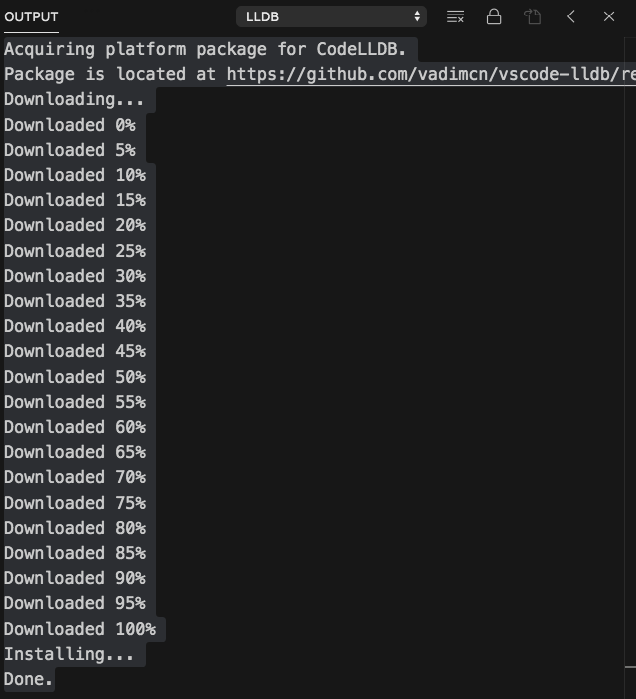 OUTPUT
LLDB
Acquiring platform package for CodeLLDB.
Package is located at https://github.com/vadimcn/vscode-lldb/re
Downloading...
Downloaded 0%
Downloaded 5%
Downloaded 10%
Downloaded 15%
Downloaded 20%
Downloaded 25%
Downloaded 30%
Downloaded 35%
Downloaded 40%
Downloaded 45%
Downloaded 50%
Downloaded 55%
Downloaded 60%
Downloaded 65%
Downloaded 70%
Downloaded 75%
Downloaded 80%
Downloaded 85%
Downloaded 90%
Downloaded 95%
Downloaded 100%
Installing...
Done.